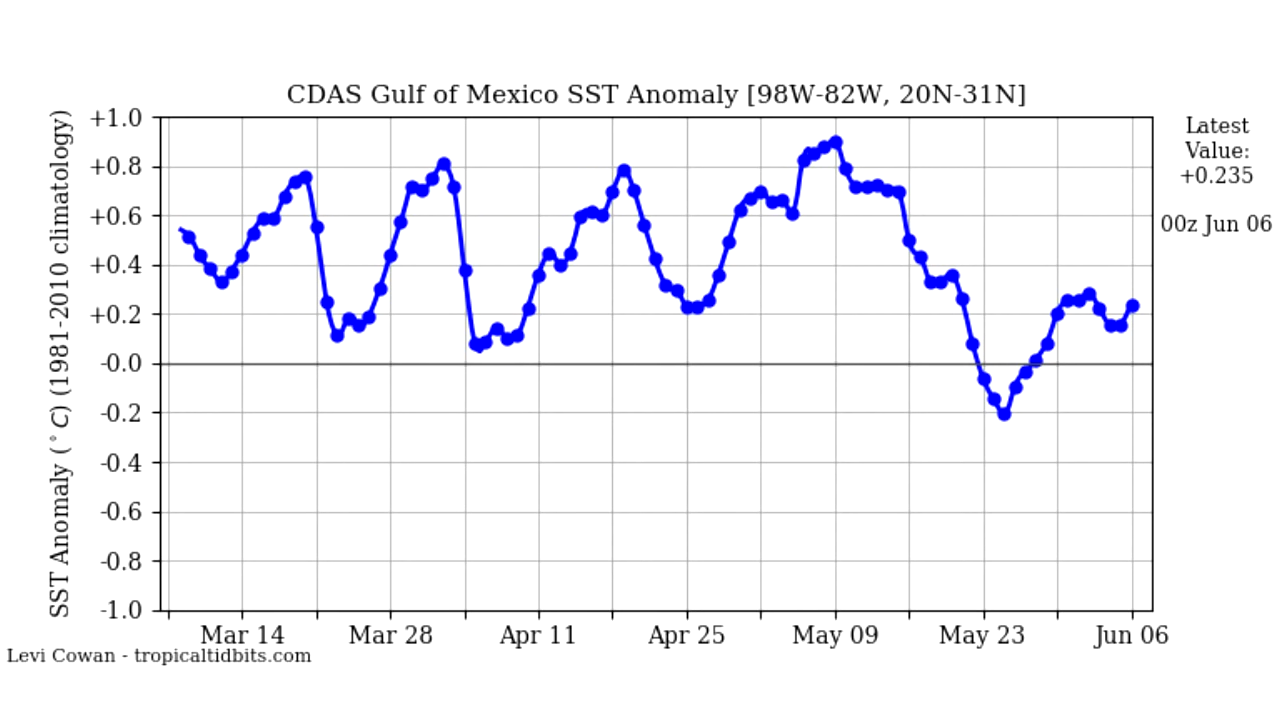 CDAS Gulf of Mexico SST Anomaly [98W-82W, 20N-31N]
SST Anomaly (°C) (1981-2010 climatology)
+1.0
+0.8
+0.6
+0.4
+0.2
-0.0
-0.2
-0.4
-0.6
-0.8
-1.0
Mar 14 Mar 28 Apr 11 Apr 25 May 09 May 23 Jun 06
Latest
Value:
+0.235
00z Jun 06
Levi Cowan - tropicaltidbits.com